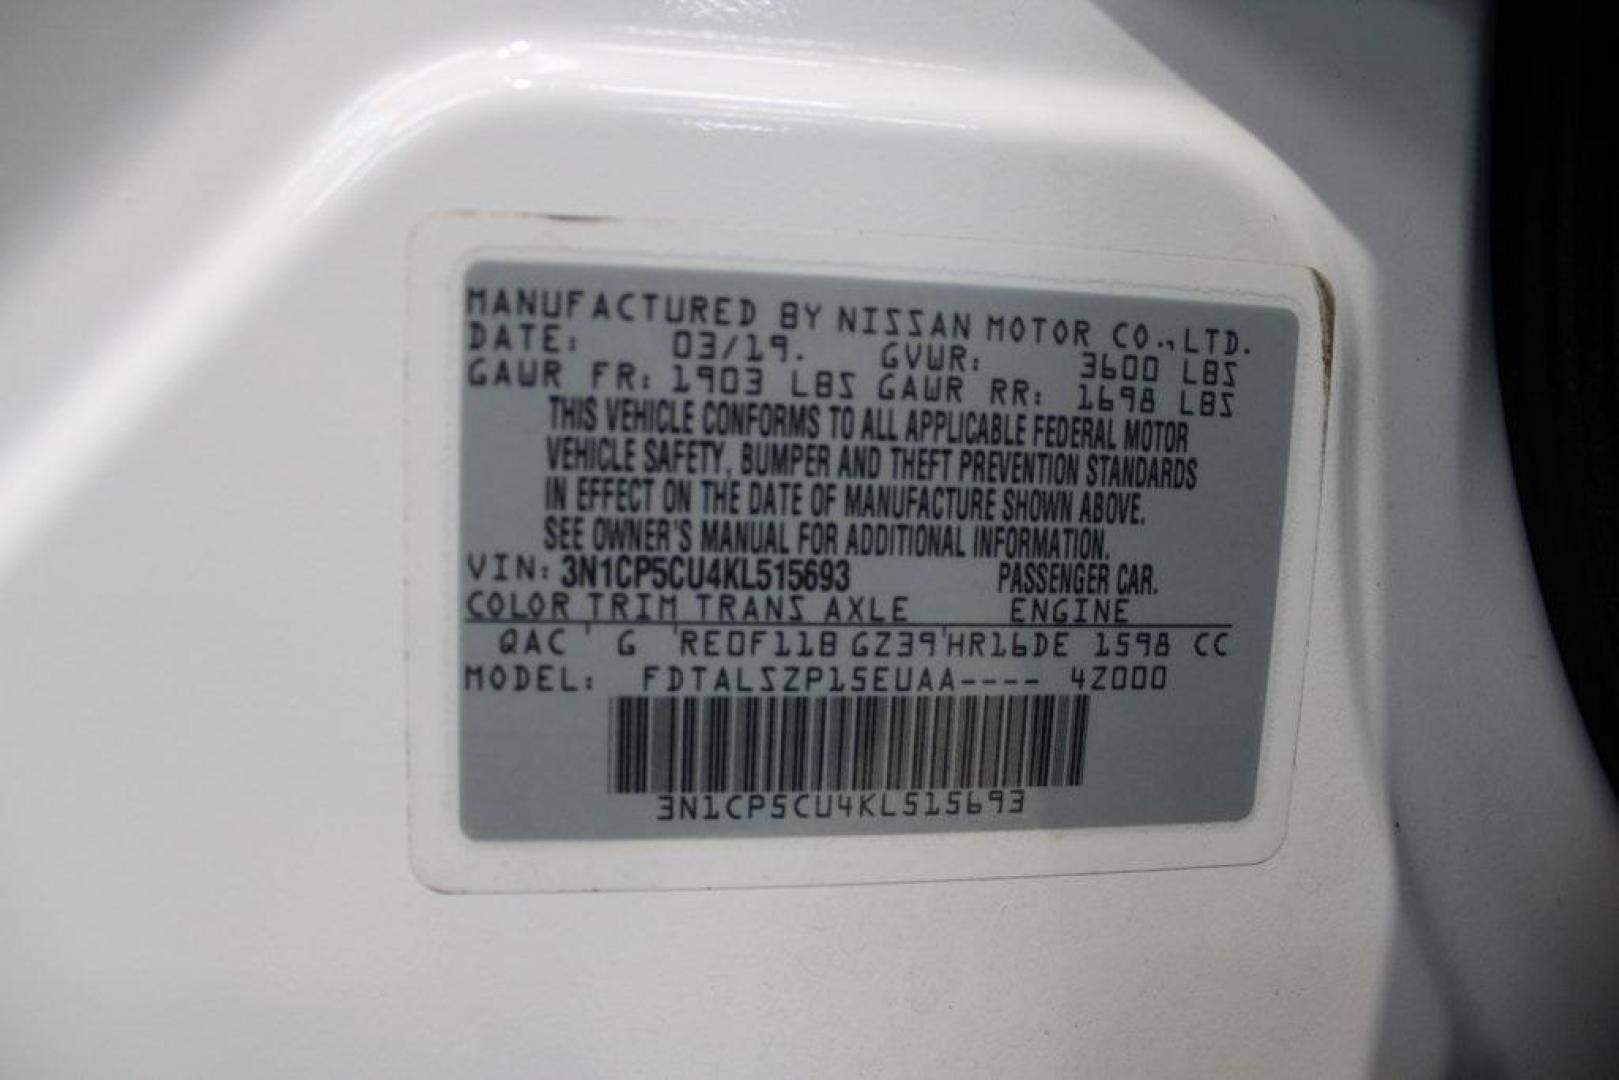 MANUFACTURED BY NISSAN MOTOR CO., LTD.
DATE: 03/19. GVWR: 3600 LBS
GAWR FR: 1903 LBS GAWR RR: 1698 LBS
THIS VEHICLE CONFORMS TO ALL APPLICABLE FEDERAL MOTOR
VEHICLE SAFETY, BUMPER AND THEFT PREVENTION STANDARDS
IN EFFECT ON THE DATE OF MANUFACTURE SHOWN ABOVE.
SEE OWNER'S MANUAL FOR ADDITIONAL INFORMATION.
VIN: 3N1CP5CU4KL515693 PASSENGER CAR.
COLOR TRIM TRANS AXLE ENGINE
QAC G RE0F11B GZ39 HR16DE 1598 CC
MODEL: FDTALSZP15EUAA---- 4Z000
3N1CP5CU4KL515693